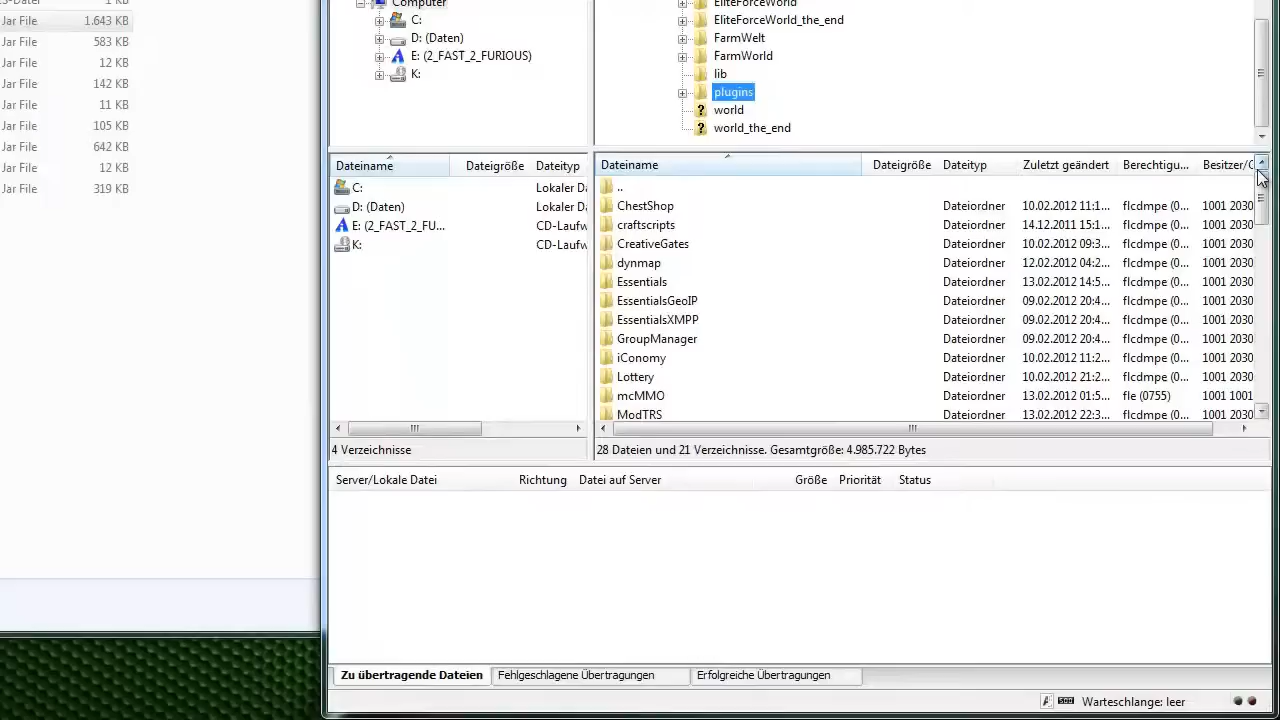 Jar File 1.643 KB
Jar File 583 KB
Jar File 12 KB
Jar File 142 KB
Jar File 11 KB
Jar File 105 KB
Jar File 642 KB
Jar File 12 KB
Jar File 319 KB
Computer
C:
D: (Daten)
E: (2_FAST_2_FURIOUS)
K:
EliteForceWorld
EliteForceWorld_the_end
FarmWelt
FarmWorld
lib
plugins
world
world_the_end
Dateiname Dateigröße Dateityp
C: Lokaler Da
D: (Daten) Lokaler Da
E: (2_FAST_2_FU... CD-Laufw
K: CD-Laufw
4 Verzeichnisse
Dateiname Dateigröße Dateityp Zuletzt geändert Berechtigu... Besitzer/G
..
ChestShop Dateiordner 10.02.2012 11:1... flcdmpe (0... 1001 2030
craftscripts Dateiordner 14.12.2011 15:1... flcdmpe (0... 1001 2030
CreativeGates Dateiordner 10.02.2012 09:3... flcdmpe (0... 1001 2030
dynmap Dateiordner 12.02.2012 04:2... flcdmpe (0... 1001 2030
Essentials Dateiordner 13.02.2012 14:5... flcdmpe (0... 1001 2030
EssentialsGeoIP Dateiordner 09.02.2012 20:4... flcdmpe (0... 1001 2030
EssentialsXMPP Dateiordner 09.02.2012 20:4... flcdmpe (0... 1001 2030
GroupManager Dateiordner 09.02.2012 20:4... flcdmpe (0... 1001 2030
iConomy Dateiordner 10.02.2012 11:2... flcdmpe (0... 1001 2030
Lottery Dateiordner 10.02.2012 21:2... flcdmpe (0... 1001 2030
mcMMO Dateiordner 13.02.2012 01:5... fle (0755) 1001 1001
ModTRS Dateiordner 13.02.2012 22:3... flcdmpe (0... 1001 2030
28 Dateien und 21 Verzeichnisse. Gesamtgröße: 4.985.722 Bytes
Server/Lokale Datei Richtung Datei auf Server Größe Priorität Status
Zu übertragende Dateien Fehlgeschlagene Übertragungen Erfolgreiche Übertragungen
Warteschlange: leer